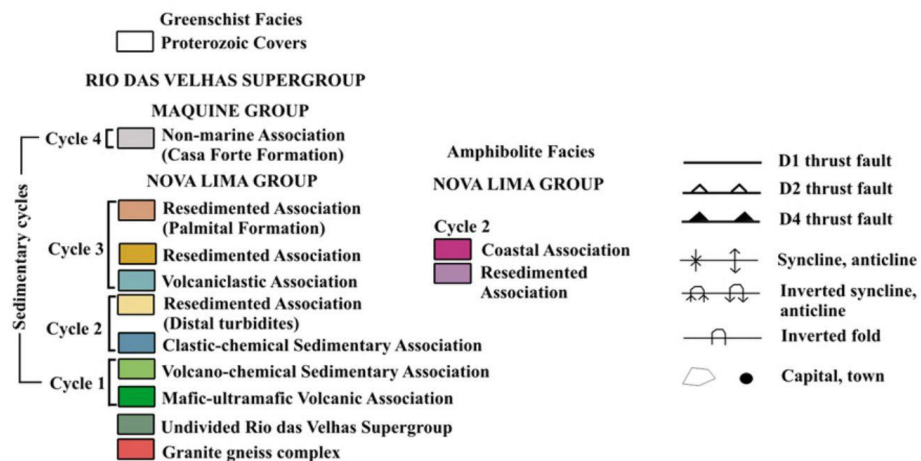 Greenschist Facies
Proterozoic Covers
RIO DAS VELHAS SUPERGROUP
MAQUINE GROUP
Sedimentary cycles
Cycle 4
Non-marine Association
(Casa Forte Formation)
NOVA LIMA GROUP
Cycle 3
Resedimented Association
(Palmital Formation)
Resedimented Association
Volcaniclastic Association
Cycle 2
Resedimented Association
(Distal turbidites)
Clastic-chemical Sedimentary Association
Cycle 1
Volcano-chemical Sedimentary Association
Mafic-ultramafic Volcanic Association
Undivided Rio das Velhas Supergroup
Granite gneiss complex
Amphibolite Facies
NOVA LIMA GROUP
Cycle 2
Coastal Association
Resedimented
Association
D1 thrust fault
D2 thrust fault
D4 thrust fault
Syncline, anticline
Inverted syncline,
anticline
Inverted fold
Capital, town